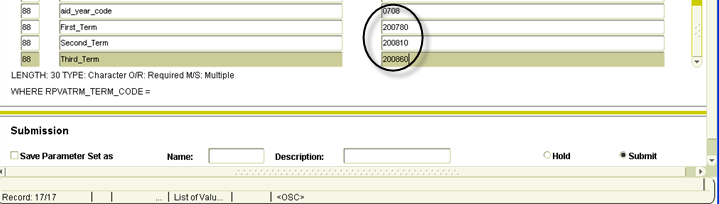 88 aid_year_code 0708
88 First_Term 200780
88 Second_Term 200810
88 Third_Term 200860
LENGTH: 30 TYPE: Character O/R: Required M/S: Multiple
WHERE RPVATRM_TERM_CODE =
Submission
Save Parameter Set as Name: Description: Hold Submit
Record: 17/17 ... List of Valu... <OSC>